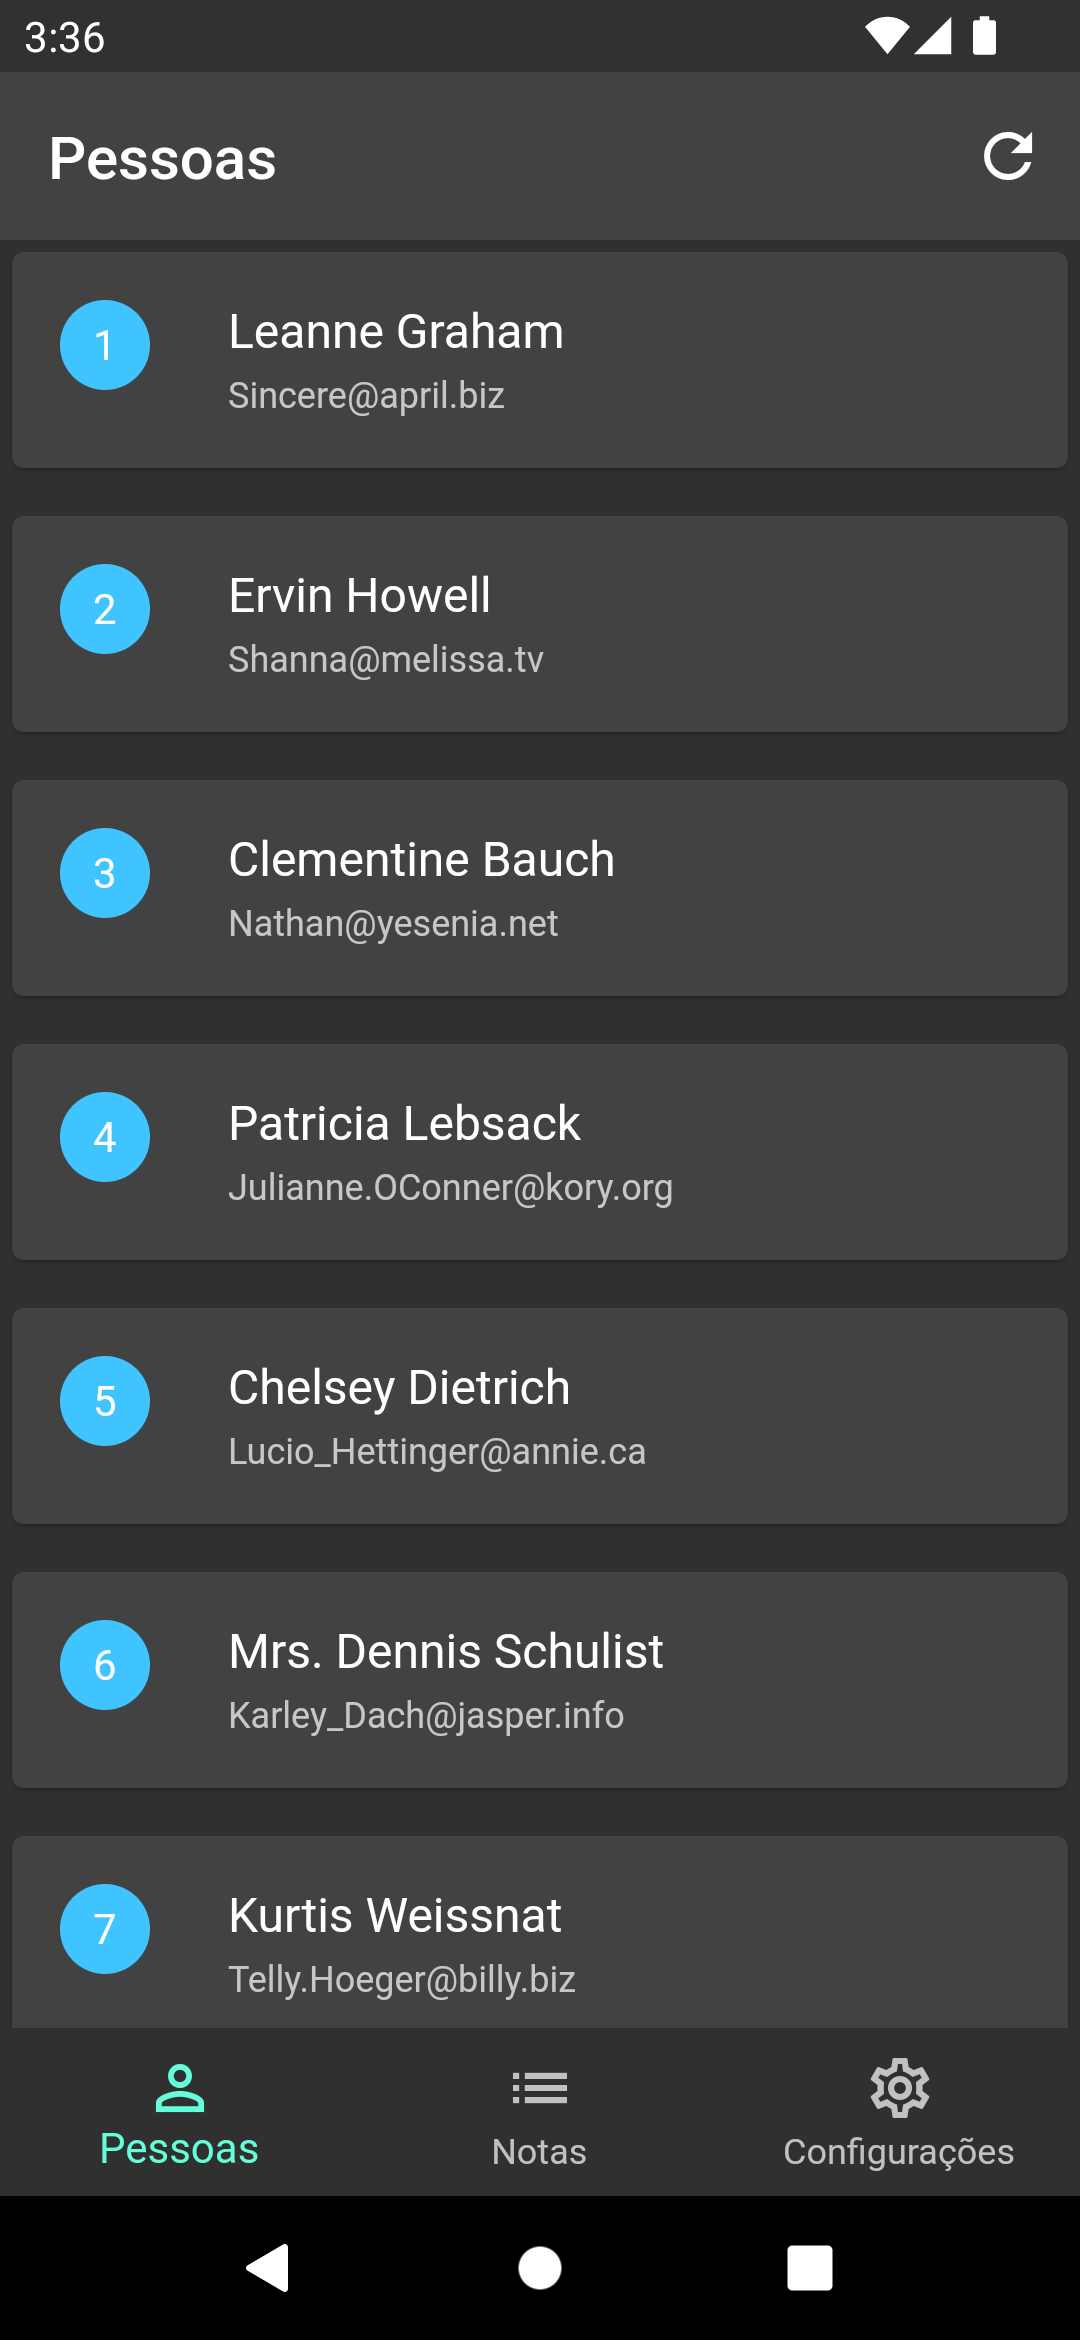 3:36
Pessoas
1
Leanne Graham
Sincere@april.biz
2
Ervin Howell
Shanna@melissa.tv
3
Clementine Bauch
Nathan@yesenia.net
4
Patricia Lebsack
Julianne.OConner@kory.org
5
Chelsey Dietrich
Lucio_Hettinger@annie.ca
6
Mrs. Dennis Schulist
Karley_Dach@jasper.info
7
Kurtis Weissnat
Telly.Hoeger@billy.biz
Pessoas
Notas
Configurações